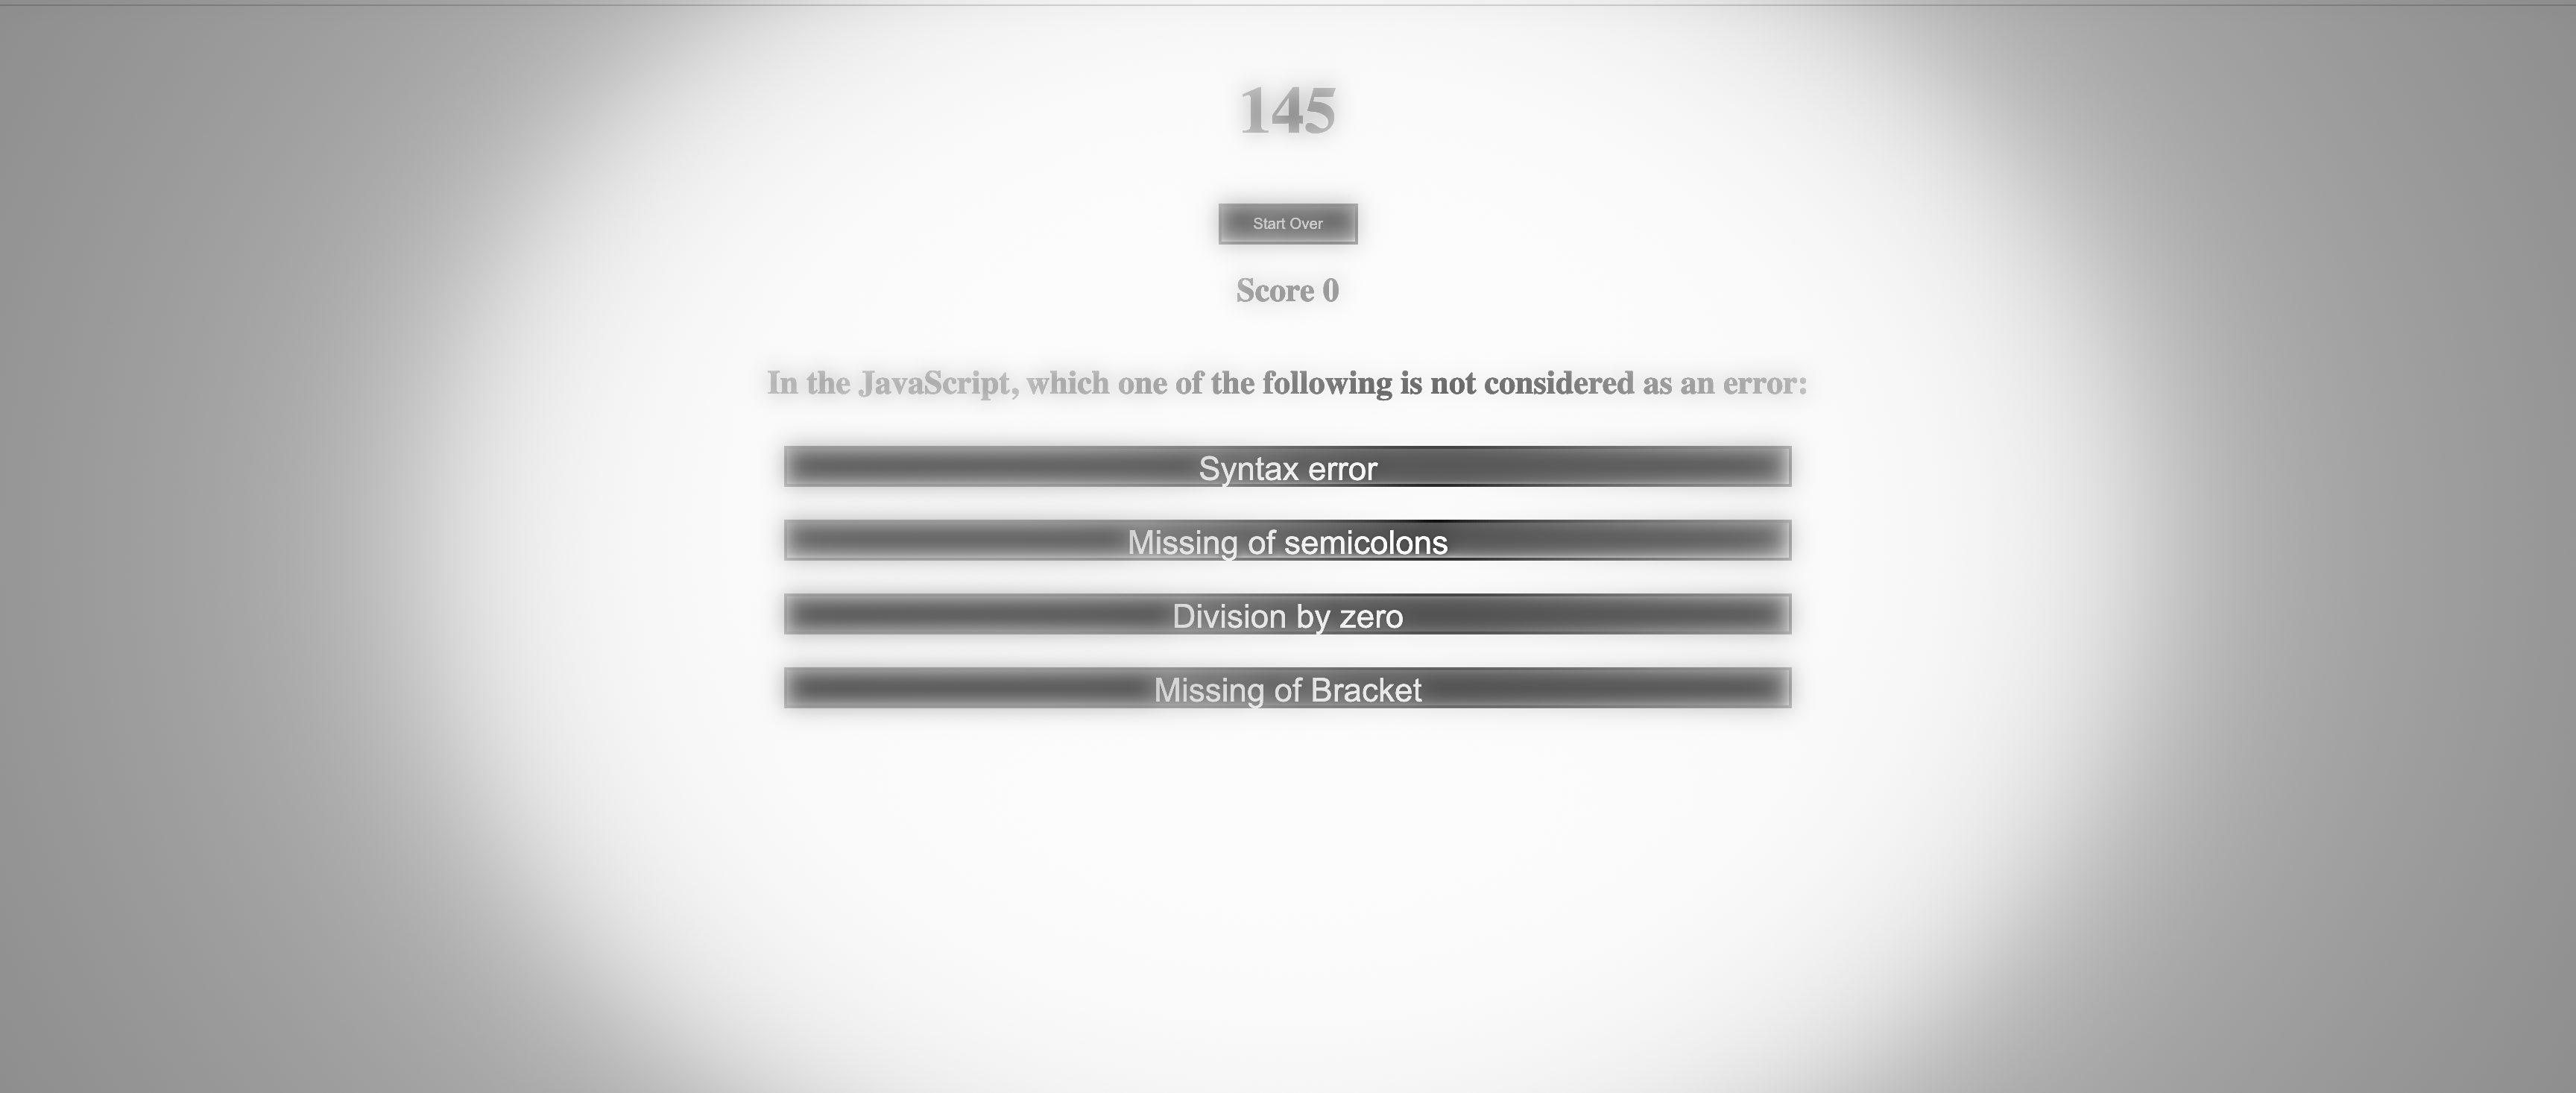 145
Start Over
Score 0
In the JavaScript, which one of the following is not considered as an error:
Syntax error
Missing of semicolons
Division by zero
Missing of Bracket